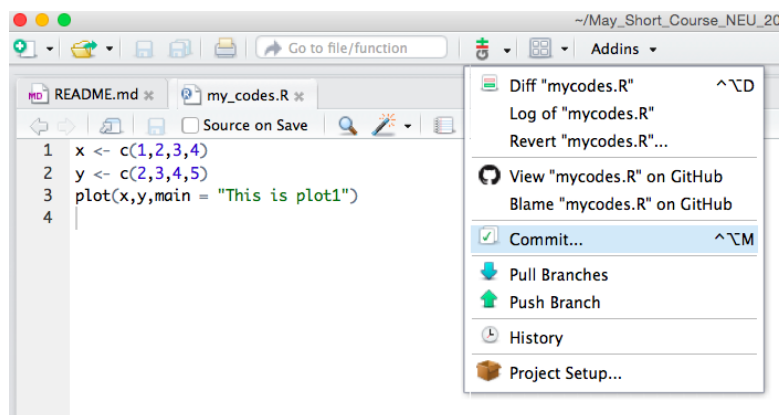 ~/May_Short_Course_NEU_20
Go to file/function
Addins
README.md
my_codes.R
Source on Save
1 x <- c(1,2,3,4)
2 y <- c(2,3,4,5)
3 plot(x,y,main = "This is plot1")
4
Diff "mycodes.R" ^⌥D
Log of "mycodes.R"
Revert "mycodes.R"...
View "mycodes.R" on GitHub
Blame "mycodes.R" on GitHub
Commit... ^⌥M
Pull Branches
Push Branch
History
Project Setup...